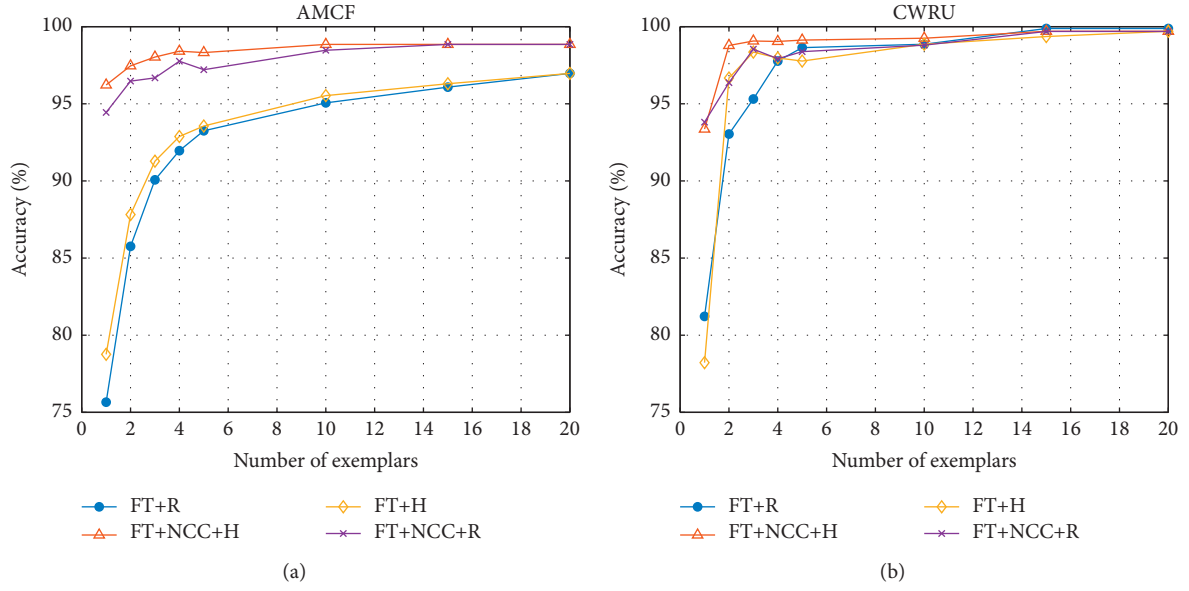 AMCF
100
95
90
85
80
75
Accuracy (%)
0 2 4 6 8 10 12 14 16 18 20
Number of exemplars
FT+R
FT+H
FT+NCC+H
FT+NCC+R
(a)
CWRU
100
95
90
85
80
75
Accuracy (%)
0 2 4 6 8 10 12 14 16 18 20
Number of exemplars
FT+R
FT+H
FT+NCC+H
FT+NCC+R
(b)